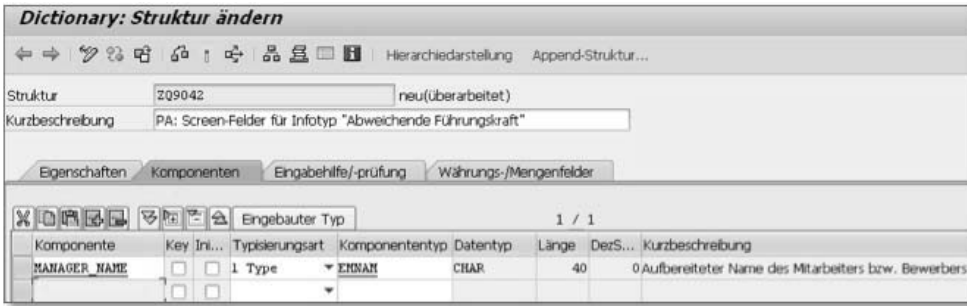 Dictionary: Struktur ändern
Hierarchiedarstellung Append-Struktur...
Struktur ZQ9042 neu(überarbeitet)
Kurzbeschreibung PA: Screen-Felder für Infotyp "Abweichende Führungskraft"
Eigenschaften Komponenten Eingabehilfe/-prüfung Währungs-/Mengenfelder
Eingebauter Typ 1 / 1
Komponente Key Ini... Typisierungsart Komponententyp Datentyp Länge DezS... Kurzbeschreibung
MANAGER_NAME 1 Type EMNAM CHAR 40 0 Aufbereiteter Name des Mitarbeiters bzw. Bewerbers